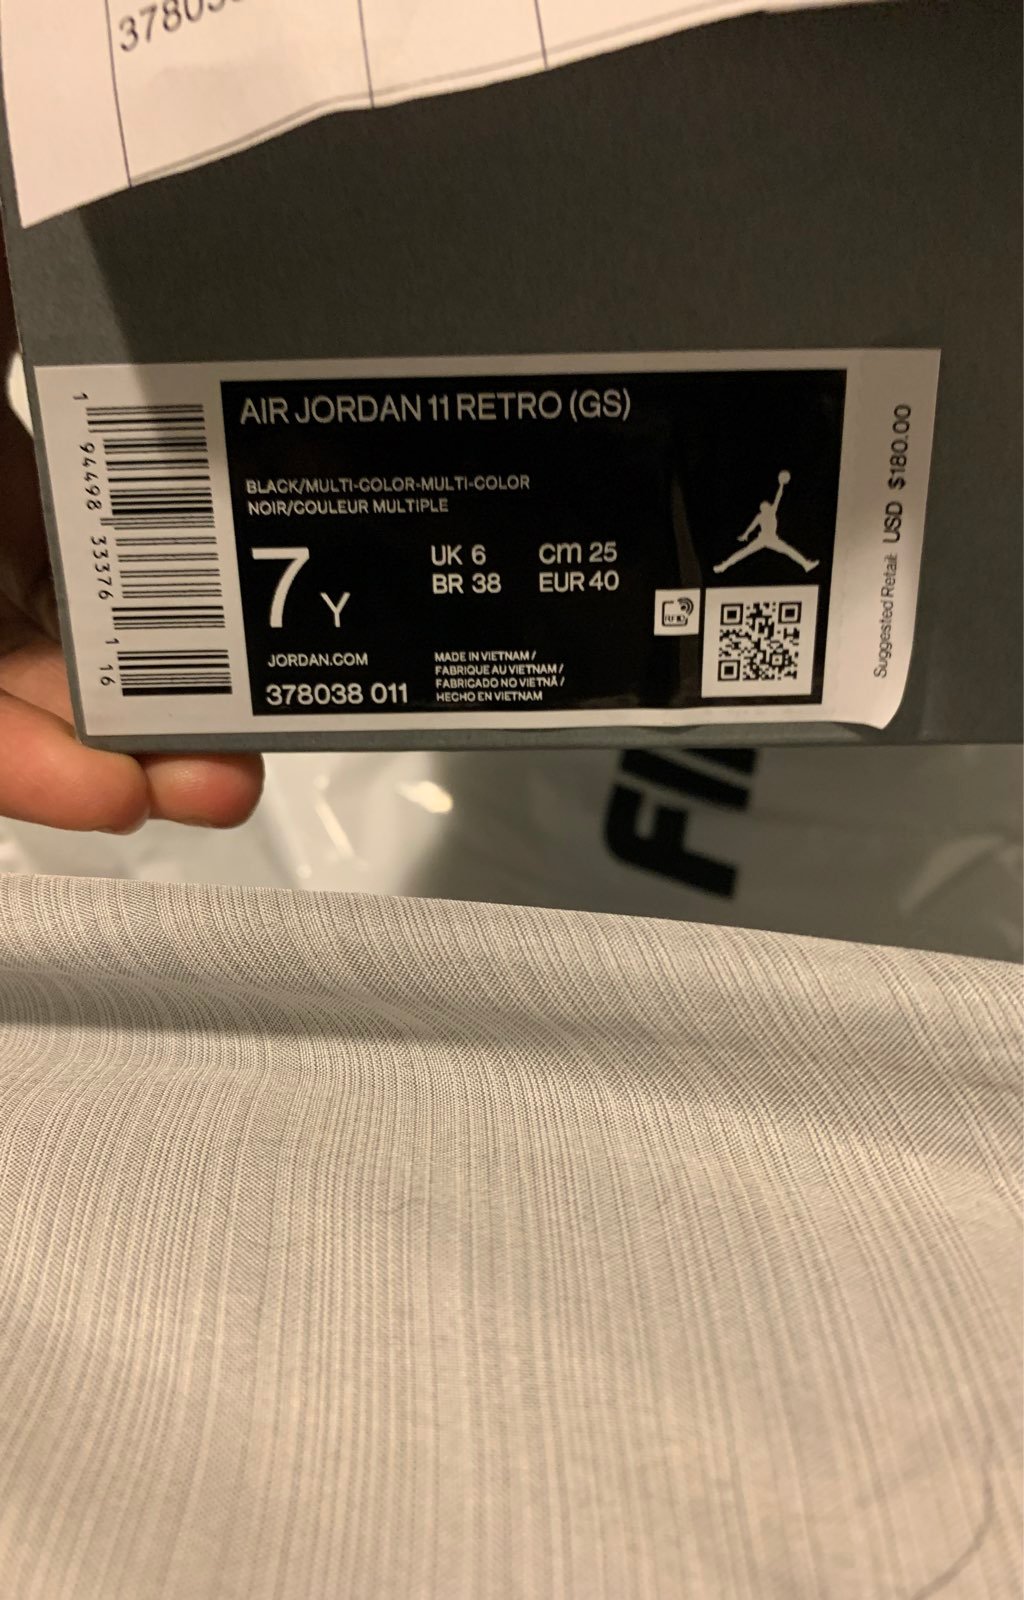 AIR JORDAN 11 RETRO (GS)
BLACK/MULTI-COLOR-MULTI-COLOR
NOIR/COULEUR MULTIPLE
7 Y
UK 6 cm 25
BR 38 EUR 40
RFID
JORDAN.COM
378038 011
MADE IN VIETNAM /
FABRIQUE AU VIETNAM /
FABRICADO NO VIETNÃ /
HECHO EN VIETNAM
Suggested Retail: USD $180.00
1 94498 33376 1 16